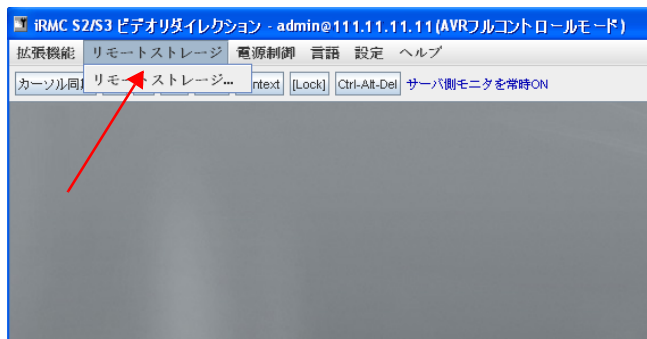 iRMC S2/S3 ビデオリダイレクション - admin@111.11.11.11(AVRフルコントロールモード)
拡張機能 リモートストレージ 電源制御 言語 設定 ヘルプ
カーソル同 ntext [Lock] Ctrl-Alt-Del サーバ側モニタを常時ON
リモートストレージ...